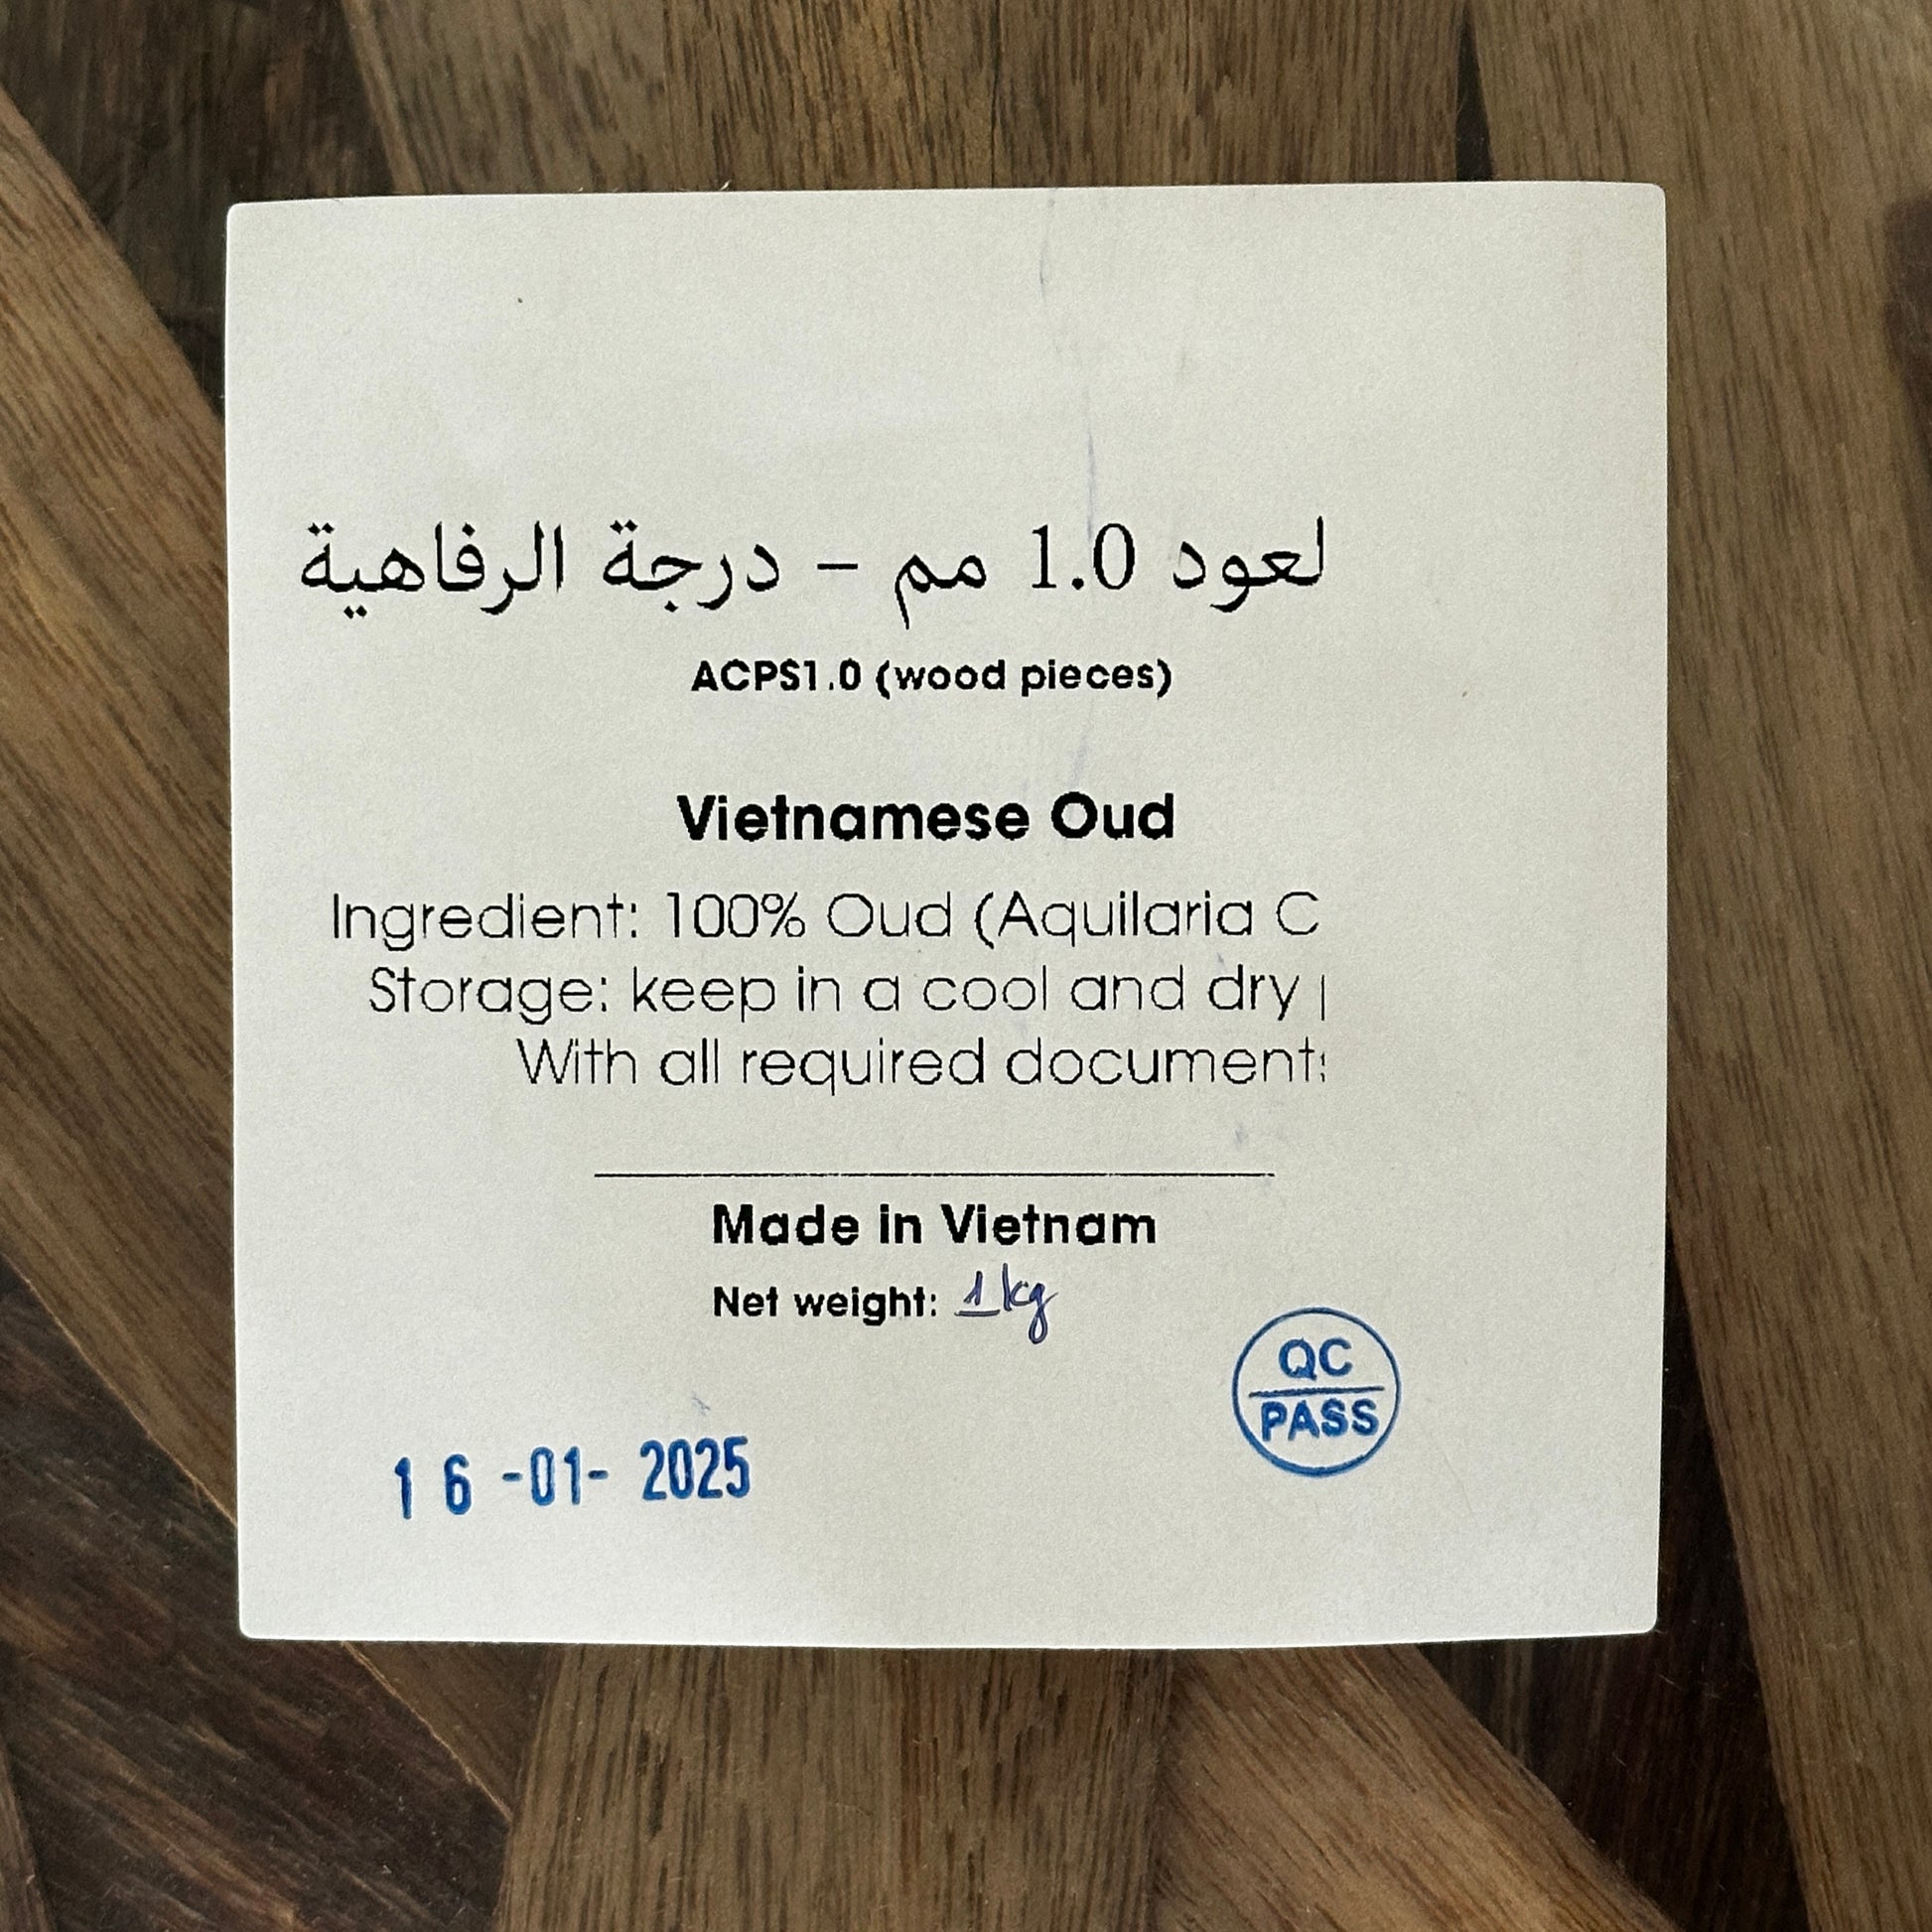 لعود 1.0 مم – درجة الرفاهية
ACPS1.0 (wood pieces)
Vietnamese Oud
Ingredient: 100% Oud (Aquilaria C
Storage: keep in a cool and dry
With all required document
Made in Vietnam
Net weight: 1kg
QC
PASS
16-01-2025